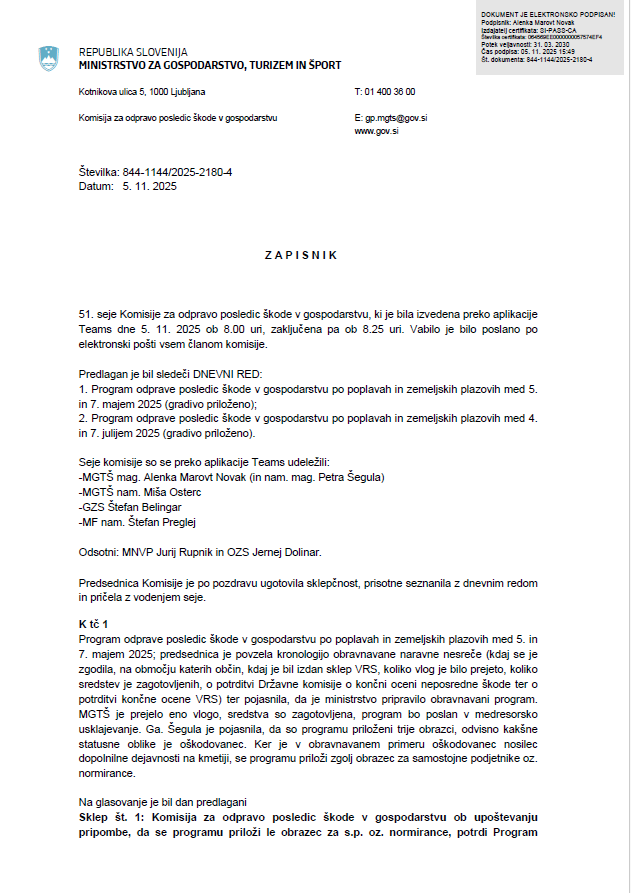 DOKUMENT JE ELEKTRONSKO PODPISAN!
Podpisnik: Alenka Marovt Novak
Izdajatelj certifikata: SI-PASS-CA
Številka certifikata:
Potek veljavnosti: 31. 03. 2030
Čas podpisa: 05. 11. 2025 15:49
Št. dokumenta: 844-1144/2025-2180-4
REPUBLIKA SLOVENIJA
MINISTRSTVO ZA GOSPODARSTVO, TURIZEM IN ŠPORT
Kotnikova ulica 5, 1000 Ljubljana
T: 01 400 36 00
Komisija za odpravo posledic škode v gospodarstvu
E: gp.mgts@gov.si
www.gov.si
Številka: 844-1144/2025-2180-4
Datum: 5. 11. 2025
Z A P I S N I K
51. seje Komisije za odpravo posledic škode v gospodarstvu, ki je bila izvedena preko aplikacije
Teams dne 5. 11. 2025 ob 8.00 uri, zaključena pa ob 8.25 uri. Vabilo je bilo poslano po
elektronski pošti vsem članom komisije.
Predlagan je bil sledeči DNEVNI RED:
1. Program odprave posledic škode v gospodarstvu po poplavah in zemeljskih plazovih med 5.
in 7. majem 2025 (gradivo priloženo);
2. Program odprave posledic škode v gospodarstvu po poplavah in zemeljskih plazovih med 4.
in 7. julijem 2025 (gradivo priloženo).
Seje komisije so se preko aplikacije Teams udeležili:
-MGTŠ mag. Alenka Marovt Novak (in nam. mag. Petra Šegula)
-MGTŠ nam. Miša Osterc
-GZS Štefan Belingar
-MF nam. Štefan Preglej
Odsotni: MNVP Jurij Rupnik in OZS Jernej Dolinar.
Predsednica Komisije je po pozdravu ugotovila sklepčnost, prisotne seznanila z dnevnim redom
in pričela z vodenjem seje.
K tč 1
Program odprave posledic škode v gospodarstvu po poplavah in zemeljskih plazovih med 5. in
7. majem 2025; predsednica je povzela kronologijo obravnavane naravne nesreče (kdaj se je
zgodila, na območju katerih občin, kdaj je bil izdan sklep VRS, koliko vlog je bilo prejeto, koliko
sredstev je zagotovljenih, o potrditvi Državne komisije o končni oceni neposredne škode ter o
potrditvi končne ocene VRS) ter pojasnila, da je ministrstvo pripravilo obravnavani program.
MGTŠ je prejelo eno vlogo, sredstva so zagotovljena, program bo poslan v medresorsko
usklajevanje. Ga. Šegula je pojasnila, da so programu priloženi trije obrazci, odvisno kakšne
statusne oblike je oškodovanec. Ker je v obravnavanem primeru oškodovanec nosilec
dopolnilne dejavnosti na kmetiji, se programu priloži zgolj obrazec za samostojne podjetnike oz.
normirance.
Na glasovanje je bil dan predlagani
Sklep št. 1: Komisija za odpravo posledic škode v gospodarstvu ob upoštevanju
pripombe, da se programu priloži le obrazec za s.p. oz. normirance, potrdi Program